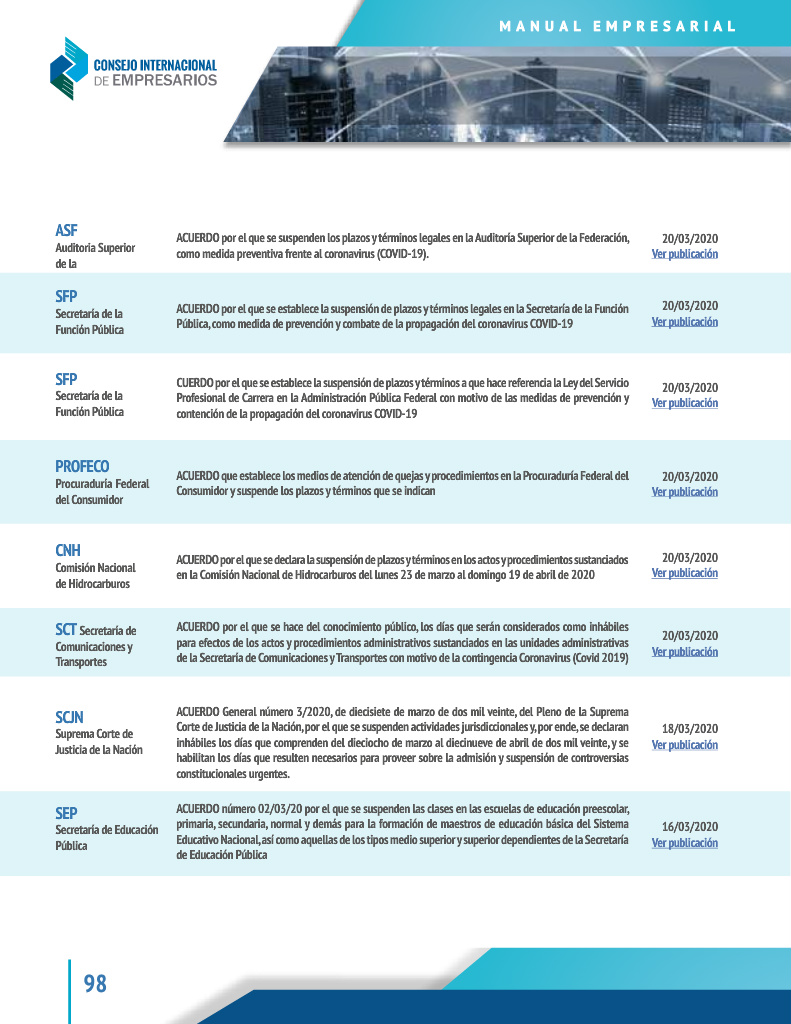 MANUAL EMPRESARIAL
CONSEJO INTERNACIONAL
DE EMPRESARIOS
ASF
Auditoria Superior
de la
ACUERDO por el que se suspenden los plazos y términos legales en la Auditoría Superior de la Federación,
como medida preventiva frente al coronavirus (COVID-19).
20/03/2020
Ver publicación
SFP
Secretaría de la
Función Pública
ACUERDO por el que se establece la suspensión de plazos y términos legales en la Secretaría de la Función
Pública, como medida de prevención y combate de la propagación del coronavirus COVID-19
20/03/2020
Ver publicación
SFP
Secretaría de la
Función Pública
CUERDO por el que se establece la suspensión de plazos y términos a que hace referencia la Ley del Servicio
Profesional de Carrera en la Administración Pública Federal con motivo de las medidas de prevención y
contención de la propagación del coronavirus COVID-19
20/03/2020
Ver publicación
PROFECO
Procuraduría Federal
del Consumidor
ACUERDO que establece los medios de atención de quejas y procedimientos en la Procuraduría Federal del
Consumidor y suspende los plazos y términos que se indican
20/03/2020
Ver publicación
CNH
Comisión Nacional
de Hidrocarburos
ACUERDO por el que se declara la suspensión de plazos y términos en los actos y procedimientos sustanciados
en la Comisión Nacional de Hidrocarburos del lunes 23 de marzo al domingo 19 de abril de 2020
20/03/2020
Ver publicación
SCT Secretaría de
Comunicaciones y
Transportes
ACUERDO por el que se hace del conocimiento público, los días que serán considerados como inhábiles
para efectos de los actos y procedimientos administrativos sustanciados en las unidades administrativas
de la Secretaría de Comunicaciones y Transportes con motivo de la contingencia Coronavirus (Covid 2019)
20/03/2020
Ver publicación
SCJN
Suprema Corte de
Justicia de la Nación
ACUERDO General número 3/2020, de diecisiete de marzo de dos mil veinte, del Pleno de la Suprema
Corte de Justicia de la Nación, por el que se suspenden actividades jurisdiccionales y, por ende, se declaran
inhábiles los días que comprenden del dieciocho de marzo al diecinueve de abril de dos mil veinte, y se
habilitan los días que resulten necesarios para proveer sobre la admisión y suspensión de controversias
constitucionales urgentes.
18/03/2020
Ver publicación
SEP
Secretaría de Educación
Pública
ACUERDO número 02/03/20 por el que se suspenden las clases en las escuelas de educación preescolar,
primaria, secundaria, normal y demás para la formación de maestros de educación básica del Sistema
Educativo Nacional, así como aquellas de los tipos medio superior y superior dependientes de la Secretaría
de Educación Pública
16/03/2020
Ver publicación
98